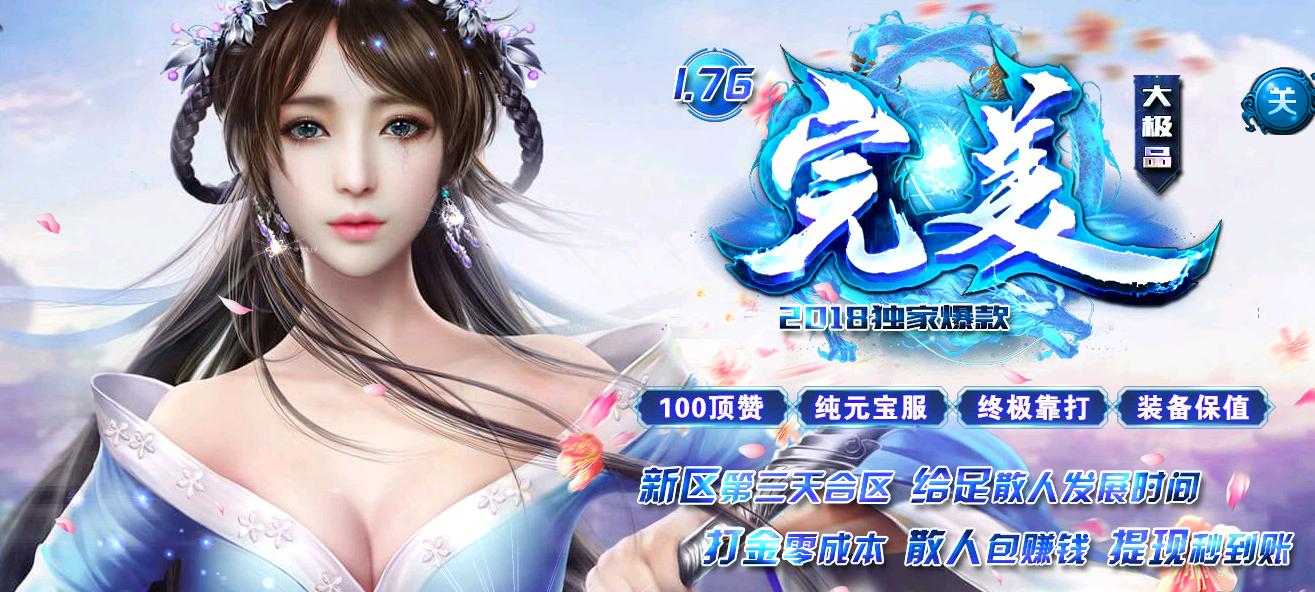 1.76
完美
大极品
关
2018独家爆款
100顶赞 纯元宝服 终极靠打 装备保值
新区第三天合区 给足散人发展时间
打金零成本 散人包赚钱 提现秒到账